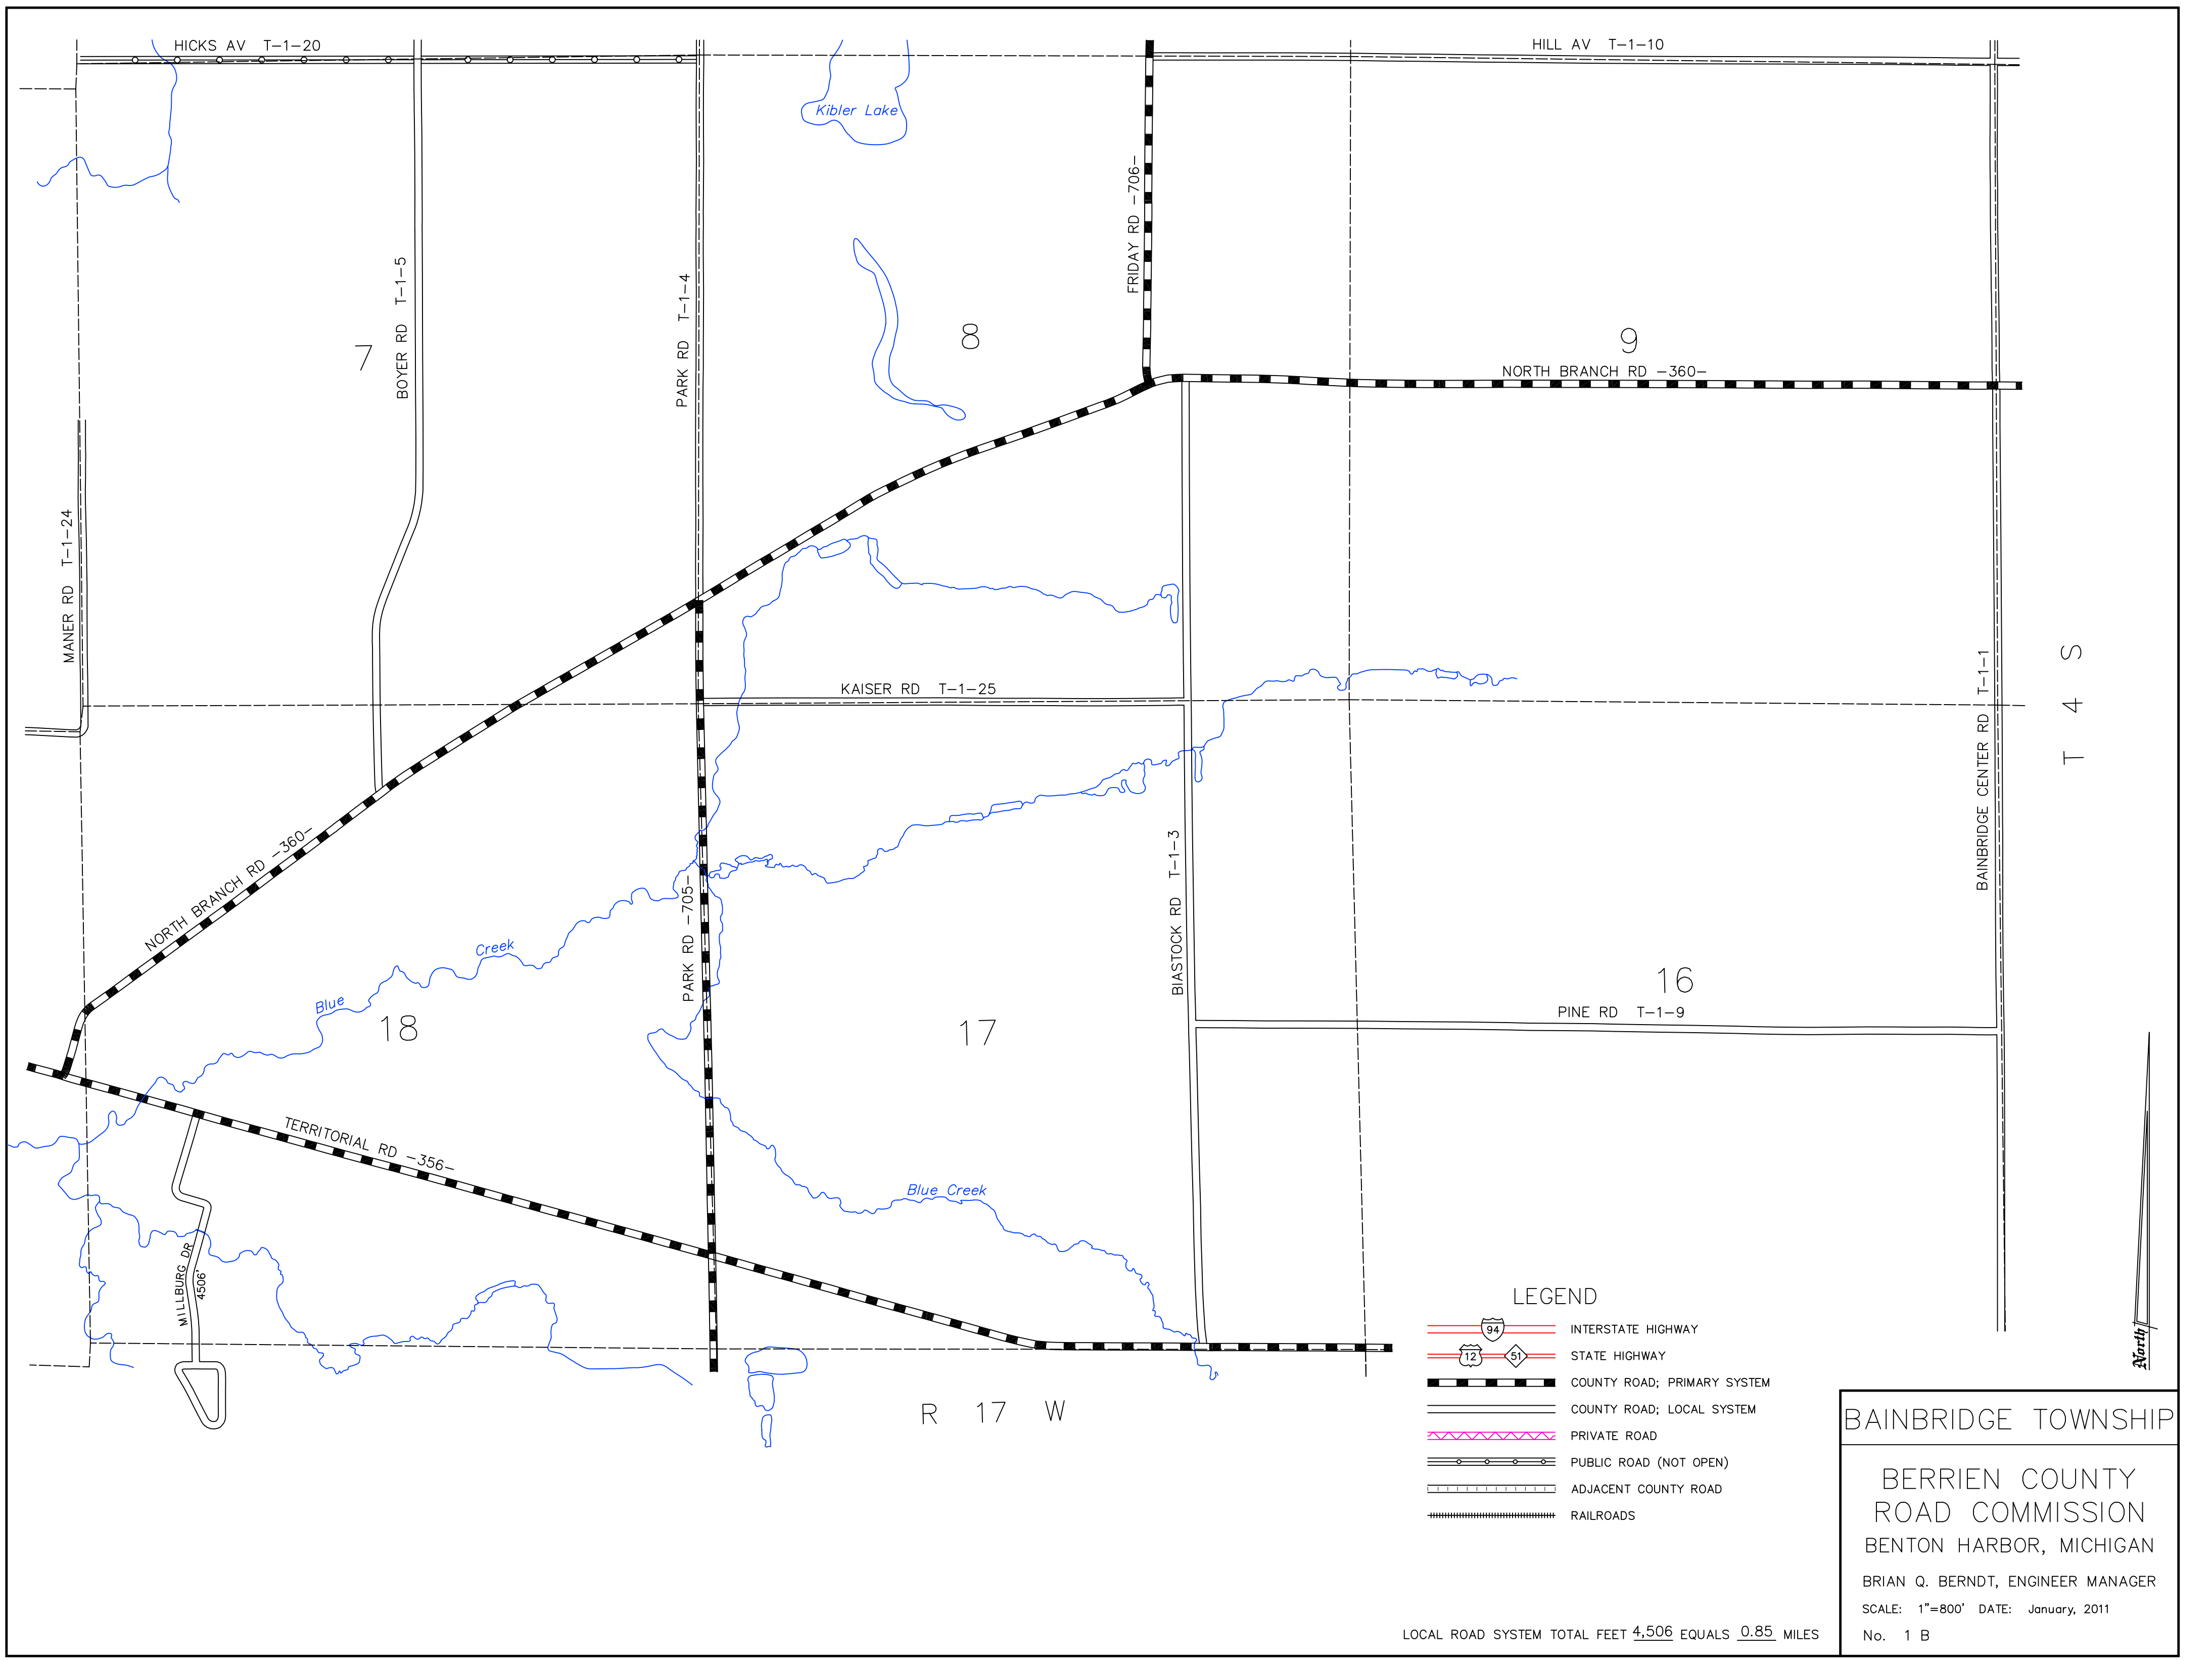 HICKS AV T-1-20
HILL AV T-1-10
Kibler Lake
FRIDAY RD -706-
BOYER RD T-1-5
PARK RD T-1-4
7
8
9
NORTH BRANCH RD -360-
MANER RD T-1-24
KAISER RD T-1-25
BAINBRIDGE CENTER RD T-1-1
T 4 S
NORTH BRANCH RD -360-
PARK RD -705-
BIASTOCK RD T-1-3
Creek
Blue
18
17
16
PINE RD T-1-9
TERRITORIAL RD -356-
Blue Creek
MILLBURG DR
4506'
North
R 17 W
LEGEND
94 INTERSTATE HIGHWAY
12 51 STATE HIGHWAY
COUNTY ROAD; PRIMARY SYSTEM
COUNTY ROAD; LOCAL SYSTEM
PRIVATE ROAD
PUBLIC ROAD (NOT OPEN)
ADJACENT COUNTY ROAD
RAILROADS
BAINBRIDGE TOWNSHIP
BERRIEN COUNTY
ROAD COMMISSION
BENTON HARBOR, MICHIGAN
BRIAN Q. BERNDT, ENGINEER MANAGER
SCALE: 1"=800' DATE: January, 2011
No. 1 B
LOCAL ROAD SYSTEM TOTAL FEET 4,506 EQUALS 0.85 MILES